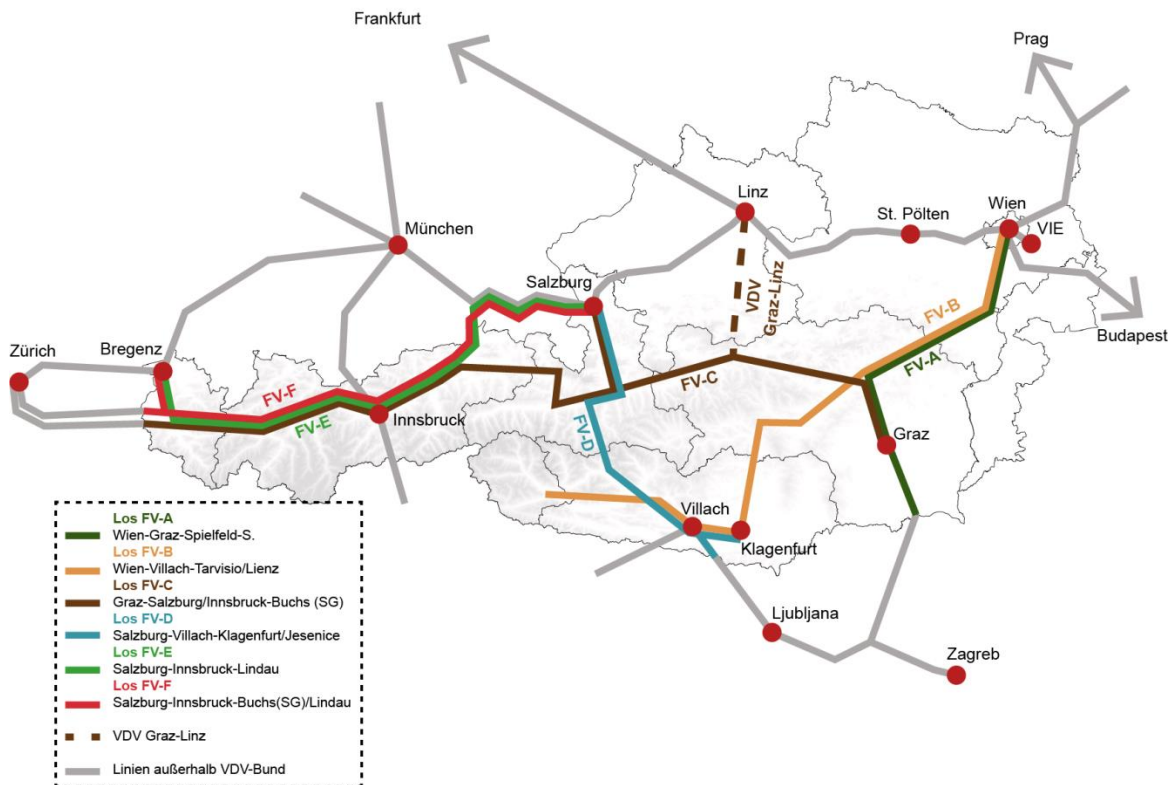 Frankfurt
Prag
Linz
St. Pölten
Wien
VIE
München
Salzburg
VDV
Graz-Linz
FV-B
FV-A
Budapest
Zürich
Bregenz
FV-F
FV-E
Innsbruck
FV-C
FV-D
Graz
Villach
Klagenfurt
Ljubljana
Zagreb
Los FV-A
Wien-Graz-Spielfeld-S.
Los FV-B
Wien-Villach-Tarvisio/Lienz
Los FV-C
Graz-Salzburg/Innsbruck-Buchs (SG)
Los FV-D
Salzburg-Villach-Klagenfurt/Jesenice
Los FV-E
Salzburg-Innsbruck-Lindau
Los FV-F
Salzburg-Innsbruck-Buchs(SG)/Lindau
VDV Graz-Linz
Linien außerhalb VDV-Bund